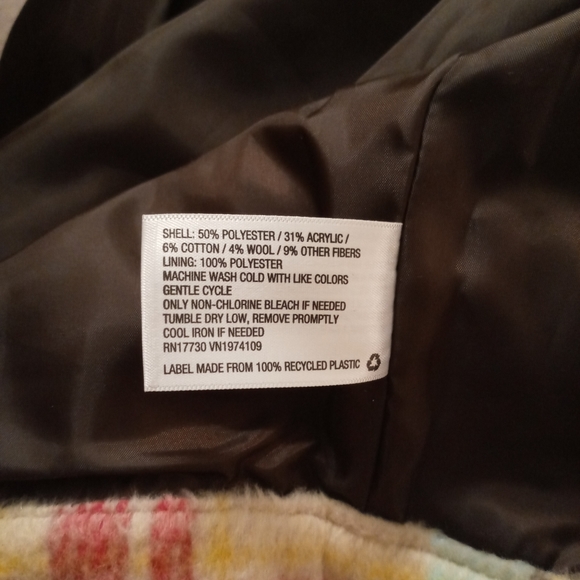 SHELL: 50% POLYESTER / 31% ACRYLIC /
6% COTTON / 4% WOOL / 9% OTHER FIBERS
LINING: 100% POLYESTER
MACHINE WASH COLD WITH LIKE COLORS
GENTLE CYCLE
ONLY NON-CHLORINE BLEACH IF NEEDED
TUMBLE DRY LOW, REMOVE PROMPTLY
COOL IRON IF NEEDED
RN17730 VN1974109
LABEL MADE FROM 100% RECYCLED PLASTIC